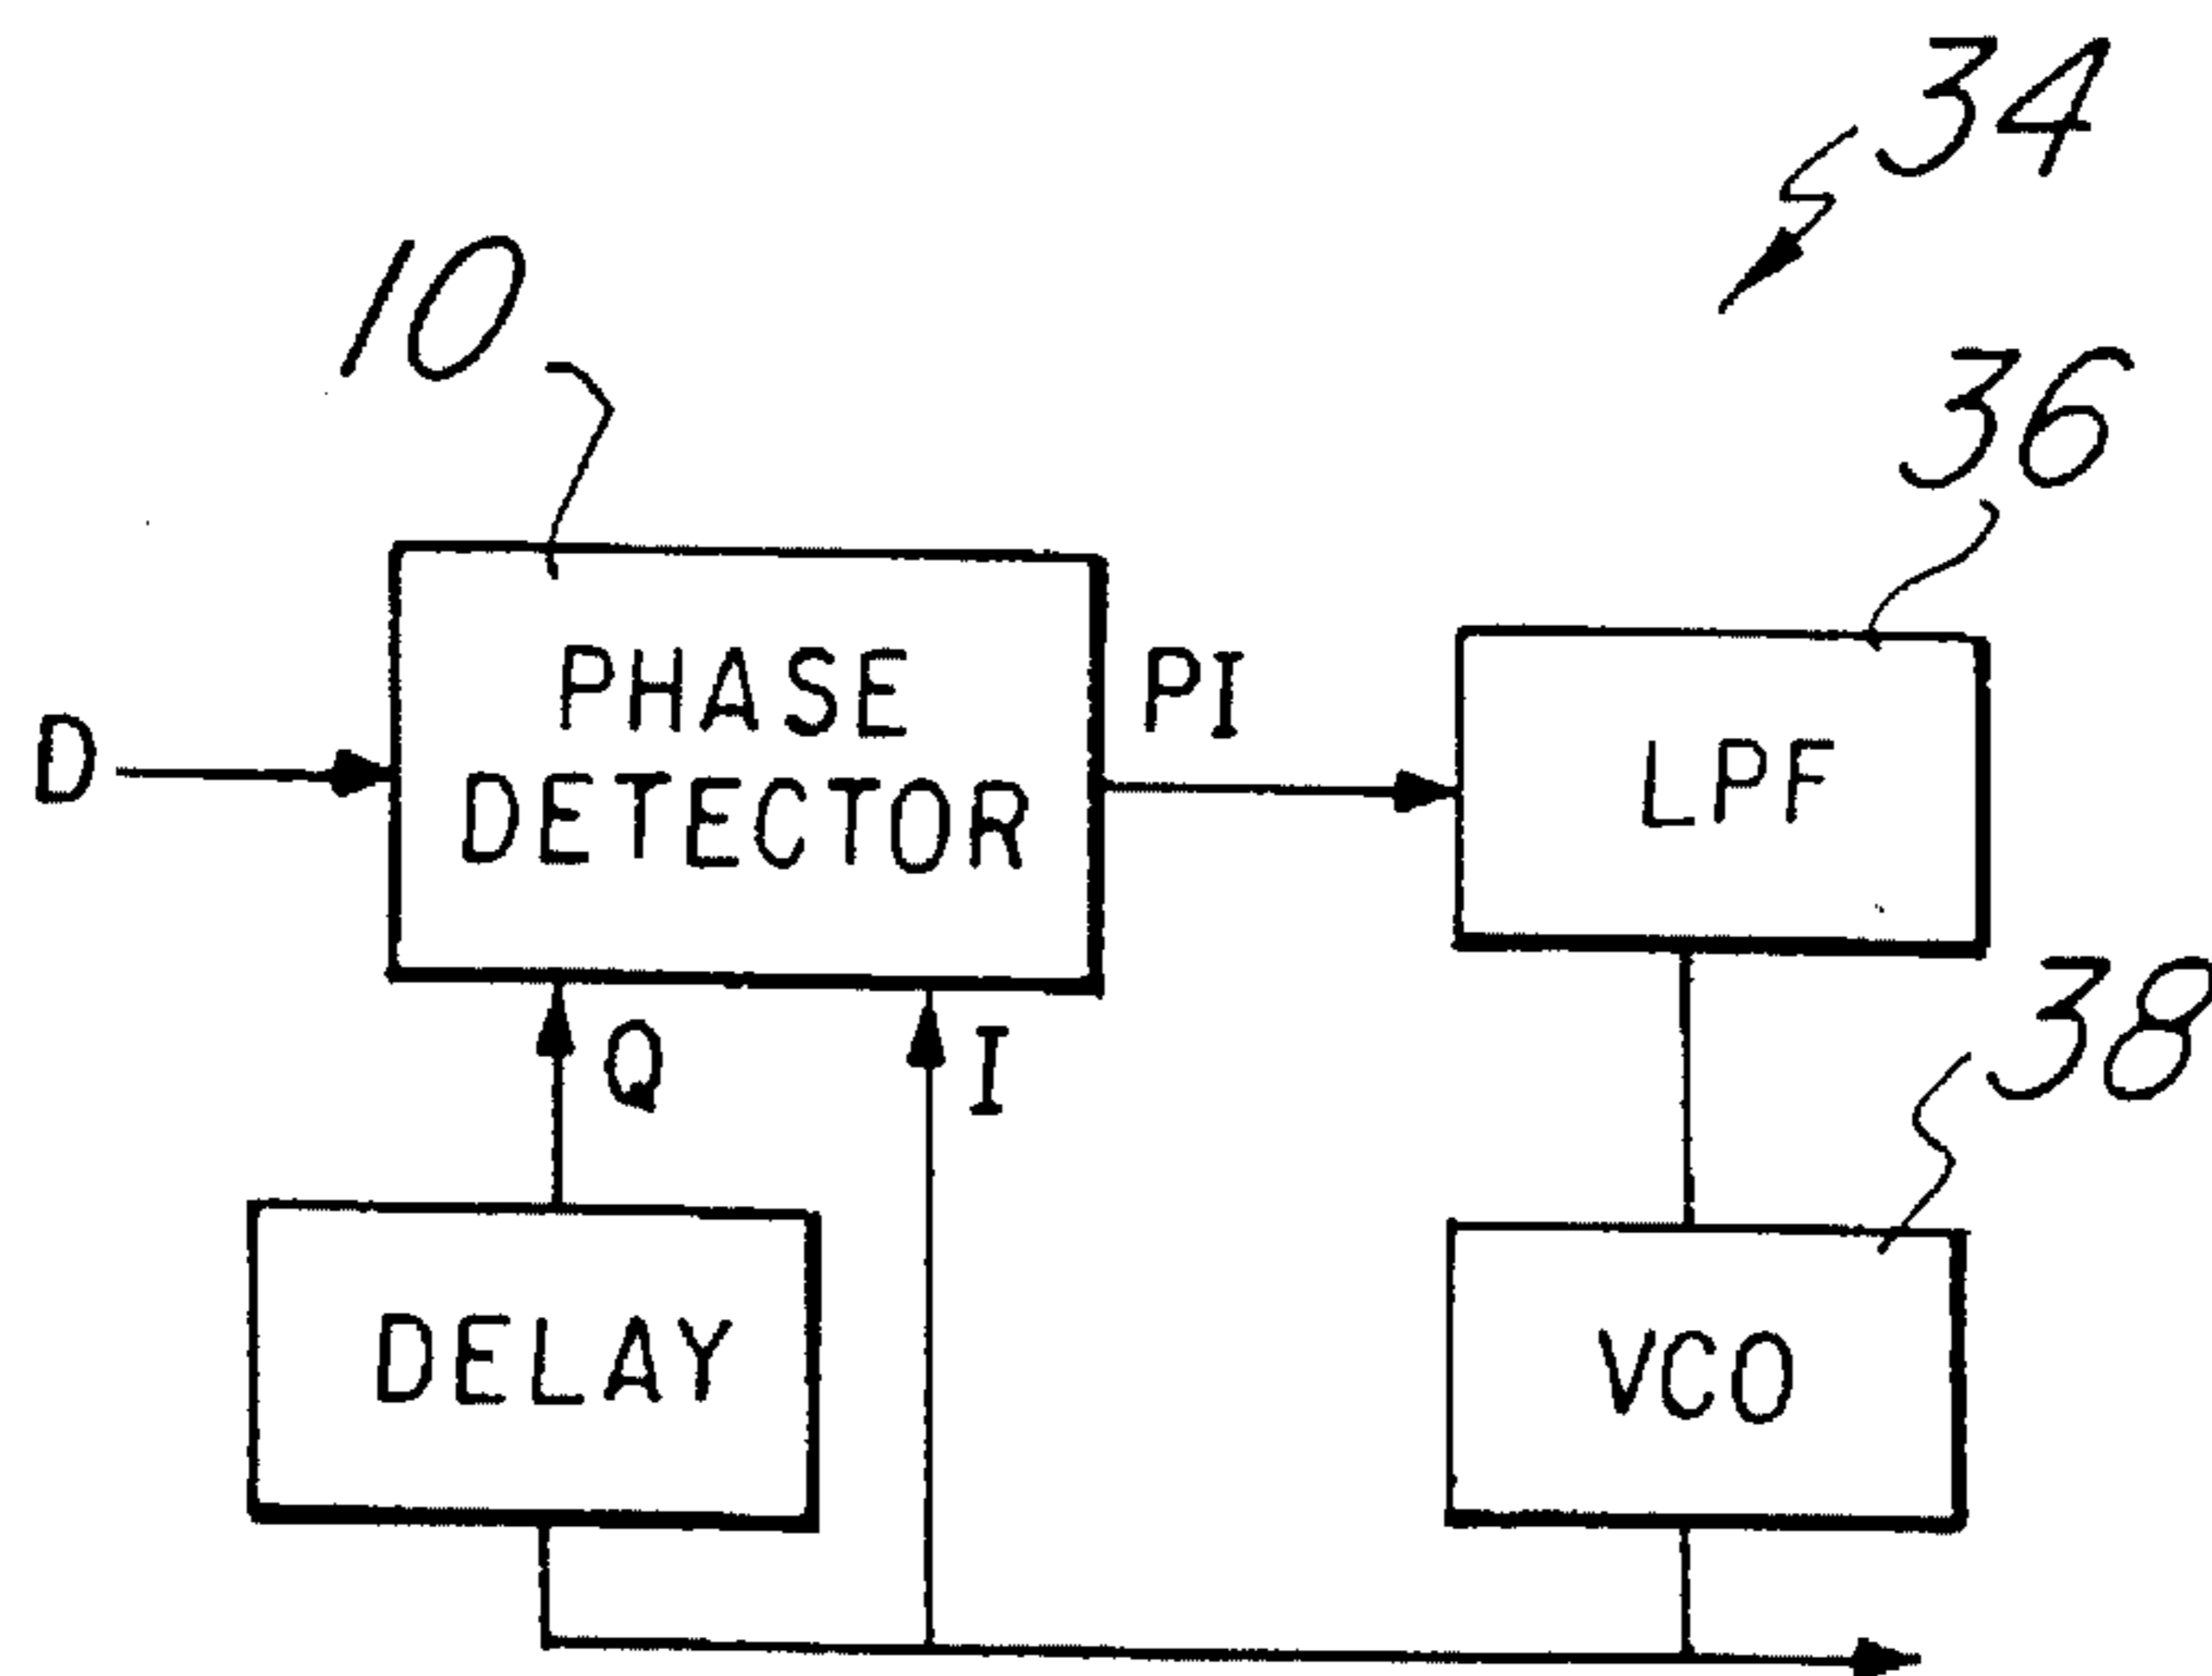 34
10
36
PHASE
DETECTOR
PI
D
LPF
38
Q
I
DELAY
VCO